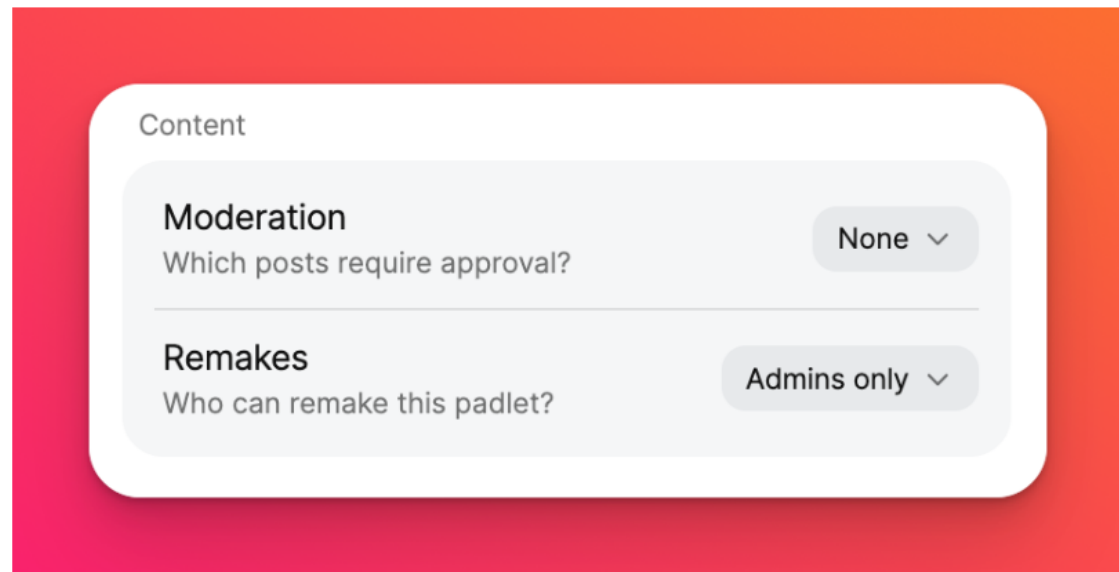 Content
Moderation
None
Which posts require approval?
Remakes
Admins only
Who can remake this padlet?